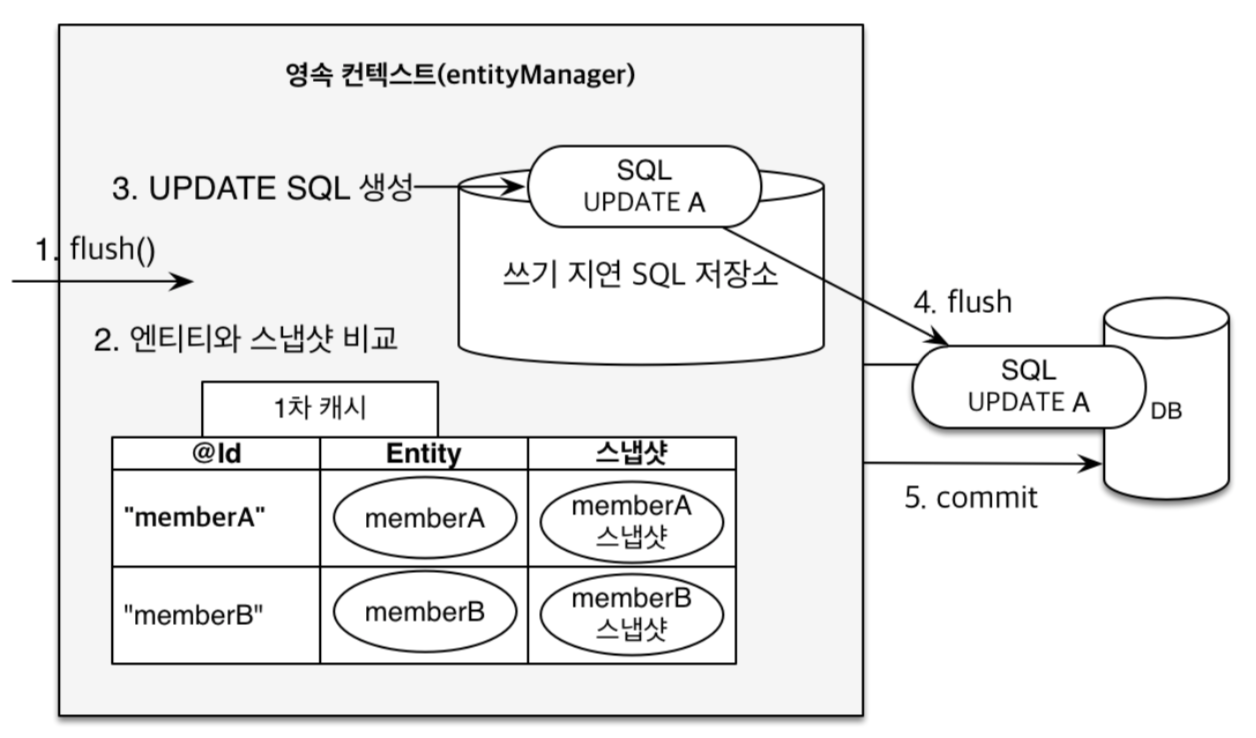 영속 컨텍스트(entityManager)
3. UPDATE SQL 생성
SQL
UPDATE A
1. flush()
쓰기 지연 SQL 저장소
2. 엔티티와 스냅샷 비교
4. flush
SQL
UPDATE A
DB
5. commit
1차 캐시
@Id
Entity
스냅샷
"memberA"
memberA
memberA
스냅샷
"memberB"
memberB
memberB
스냅샷